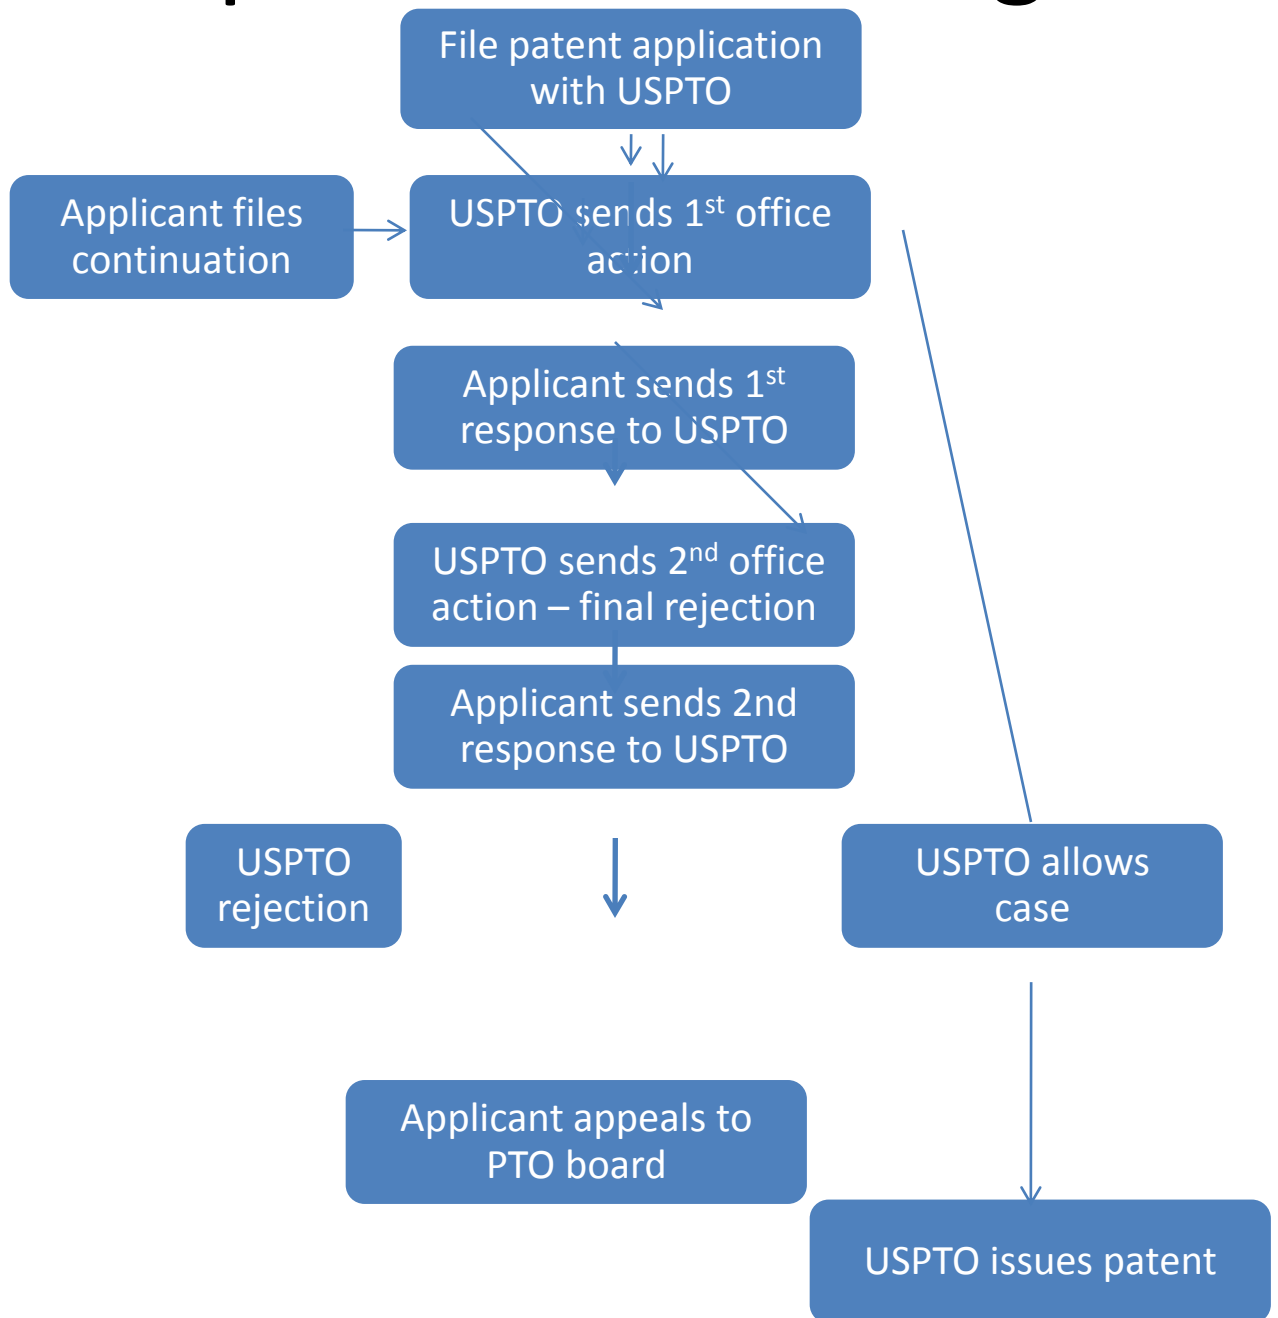 File patent application
with USPTO
Applicant files
continuation
USPTO sends 1st office
action
Applicant sends 1st
response to USPTO
USPTO sends 2nd office
action – final rejection
Applicant sends 2nd
response to USPTO
USPTO
rejection
USPTO allows
case
Applicant appeals to
PTO board
USPTO issues patent